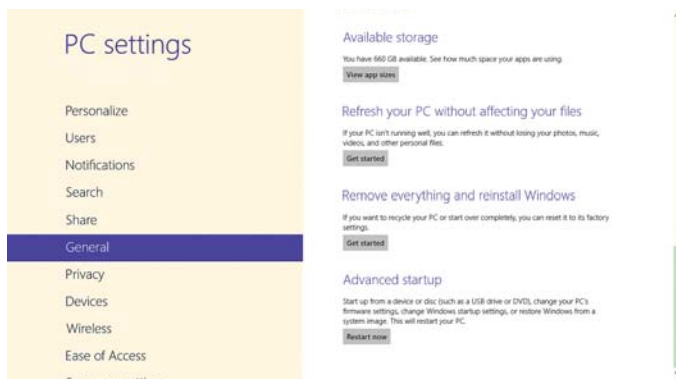 PC settings
Personalize
Users
Notifications
Search
Share
General
Privacy
Devices
Wireless
Ease of Access
Available storage
You have 660 GB available. See how much space your apps are using.
View app sizes
Refresh your PC without affecting your files
If your PC isn't running well, you can refresh it without losing your photos, music,
videos, and other personal files.
Get started
Remove everything and reinstall Windows
If you want to recycle your PC or start over completely, you can reset it to its factory
settings.
Get started
Advanced startup
Start up from a device or disc (such as a USB drive or DVD), change your PC's
firmware settings, change Windows startup settings, or restore Windows from a
system image. This will restart your PC.
Restart now